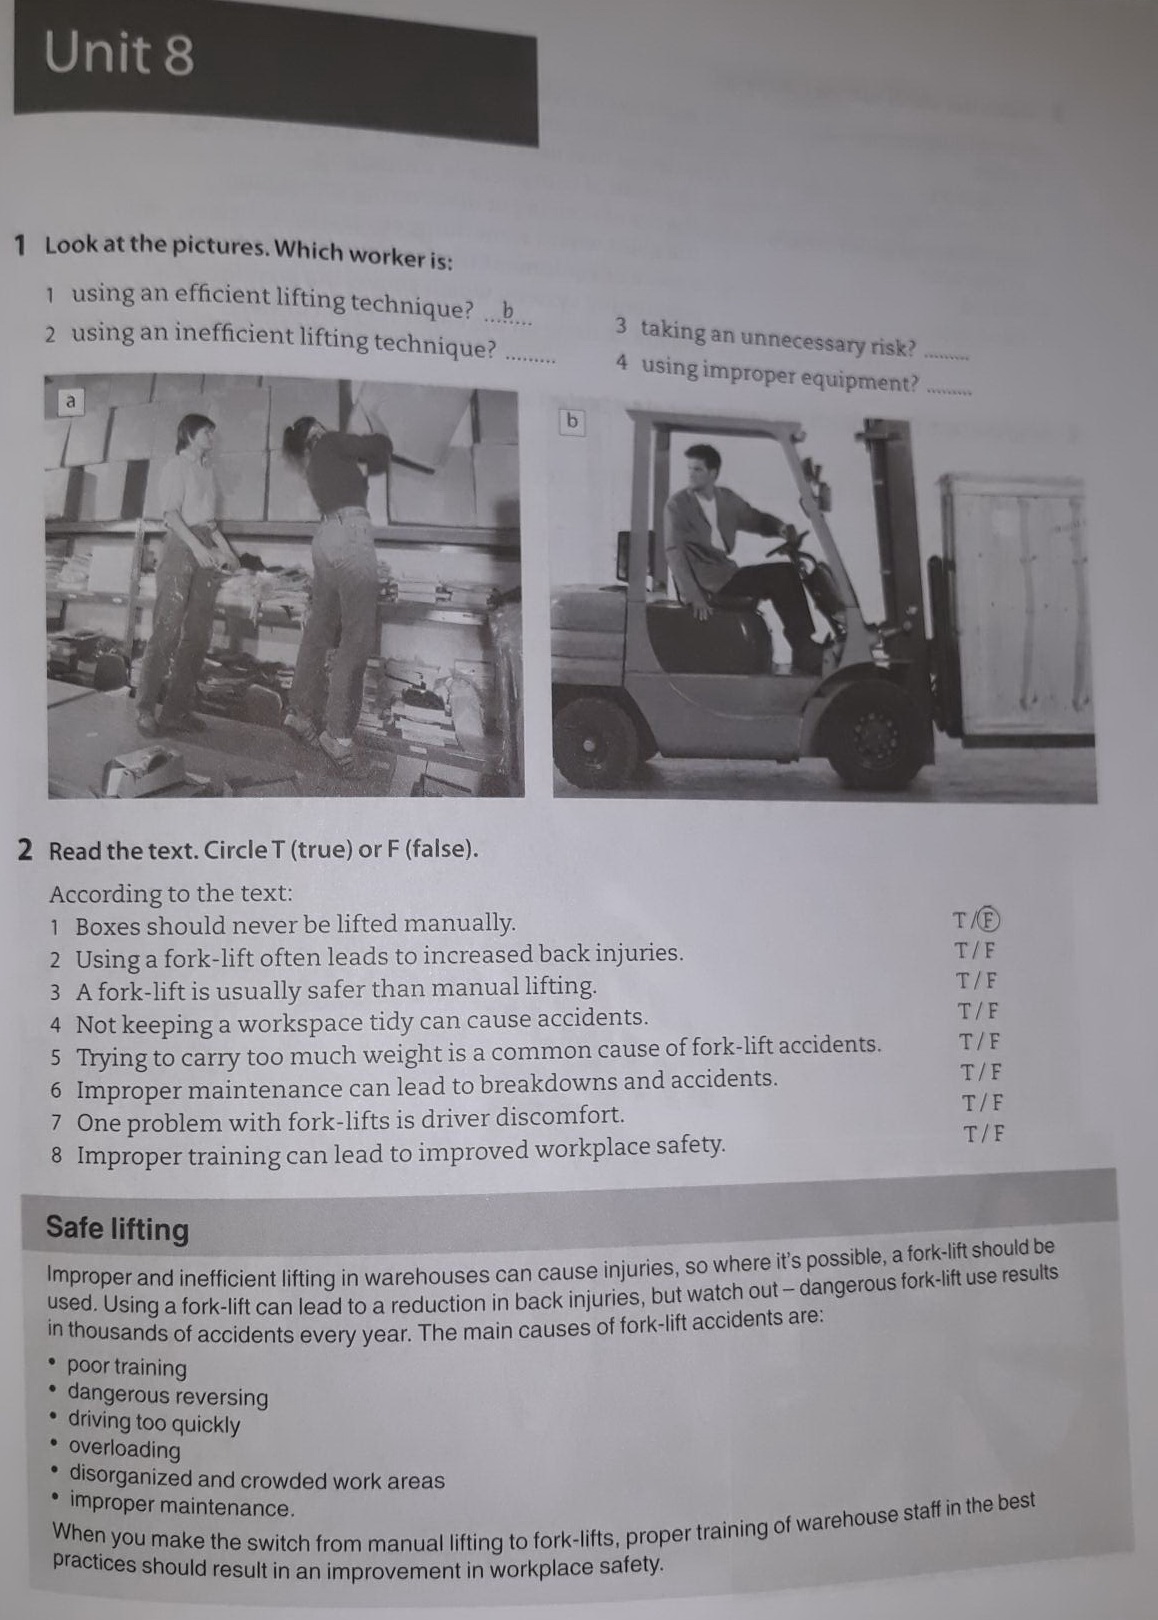 Unit 8
1 Look at the pictures. Which worker is:
1 using an efficient lifting technique? ...b....
2 using an inefficient lifting technique? .........
3 taking an unnecessary risk? .........
4 using improper equipment? .........
a
b
2 Read the text. Circle T (true) or F (false).
According to the text:
1 Boxes should never be lifted manually. T / F
2 Using a fork-lift often leads to increased back injuries. T / F
3 A fork-lift is usually safer than manual lifting. T / F
4 Not keeping a workspace tidy can cause accidents. T / F
5 Trying to carry too much weight is a common cause of fork-lift accidents. T / F
6 Improper maintenance can lead to breakdowns and accidents. T / F
7 One problem with fork-lifts is driver discomfort. T / F
8 Improper training can lead to improved workplace safety. T / F
Safe lifting
Improper and inefficient lifting in warehouses can cause injuries, so where it's possible, a fork-lift should be
used. Using a fork-lift can lead to a reduction in back injuries, but watch out – dangerous fork-lift use results
in thousands of accidents every year. The main causes of fork-lift accidents are:
• poor training
• dangerous reversing
• driving too quickly
• overloading
• disorganized and crowded work areas
• improper maintenance.
When you make the switch from manual lifting to fork-lifts, proper training of warehouse staff in the best
practices should result in an improvement in workplace safety.